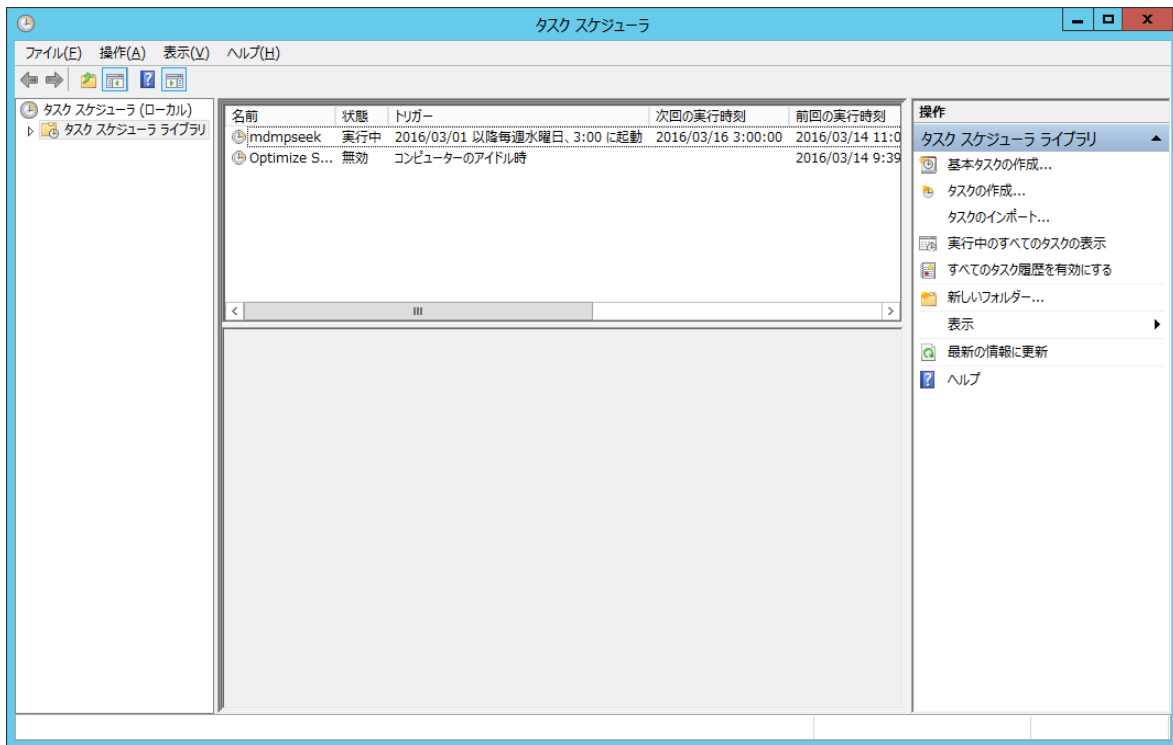 タスク スケジューラ
ファイル(F) 操作(A) 表示(V) ヘルプ(H)
タスク スケジューラ (ローカル)
タスク スケジューラ ライブラリ
名前 状態 トリガー 次回の実行時刻 前回の実行時刻
mdmpseek 実行中 2016/03/01 以降毎週水曜日、3:00 に起動 2016/03/16 3:00:00 2016/03/14 11:0
Optimize S... 無効 コンピューターのアイドル時 2016/03/14 9:39
操作
タスク スケジューラ ライブラリ
基本タスクの作成...
タスクの作成...
タスクのインポート...
実行中のすべてのタスクの表示
すべてのタスク履歴を有効にする
新しいフォルダー...
表示
最新の情報に更新
ヘルプ